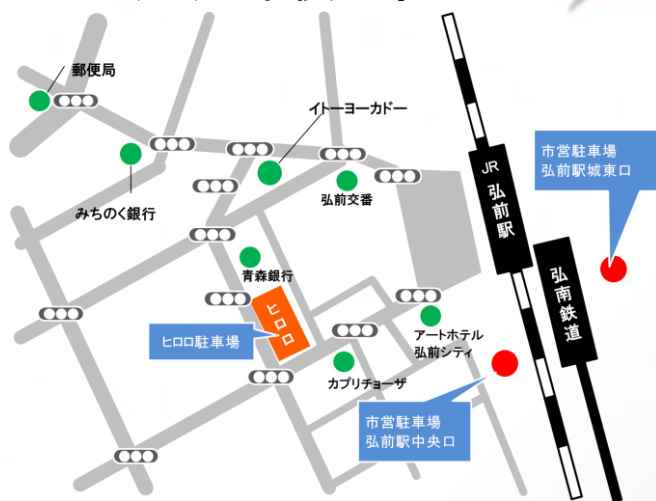 郵便局
イトーヨーカドー
みちのく銀行
弘前交番
JR 弘前駅
市営駐車場
弘前駅城東口
青森銀行
弘南鉄道
ヒロロ
ヒロロ駐車場
アートホテル
弘前シティ
カプリチョーザ
市営駐車場
弘前駅中央口